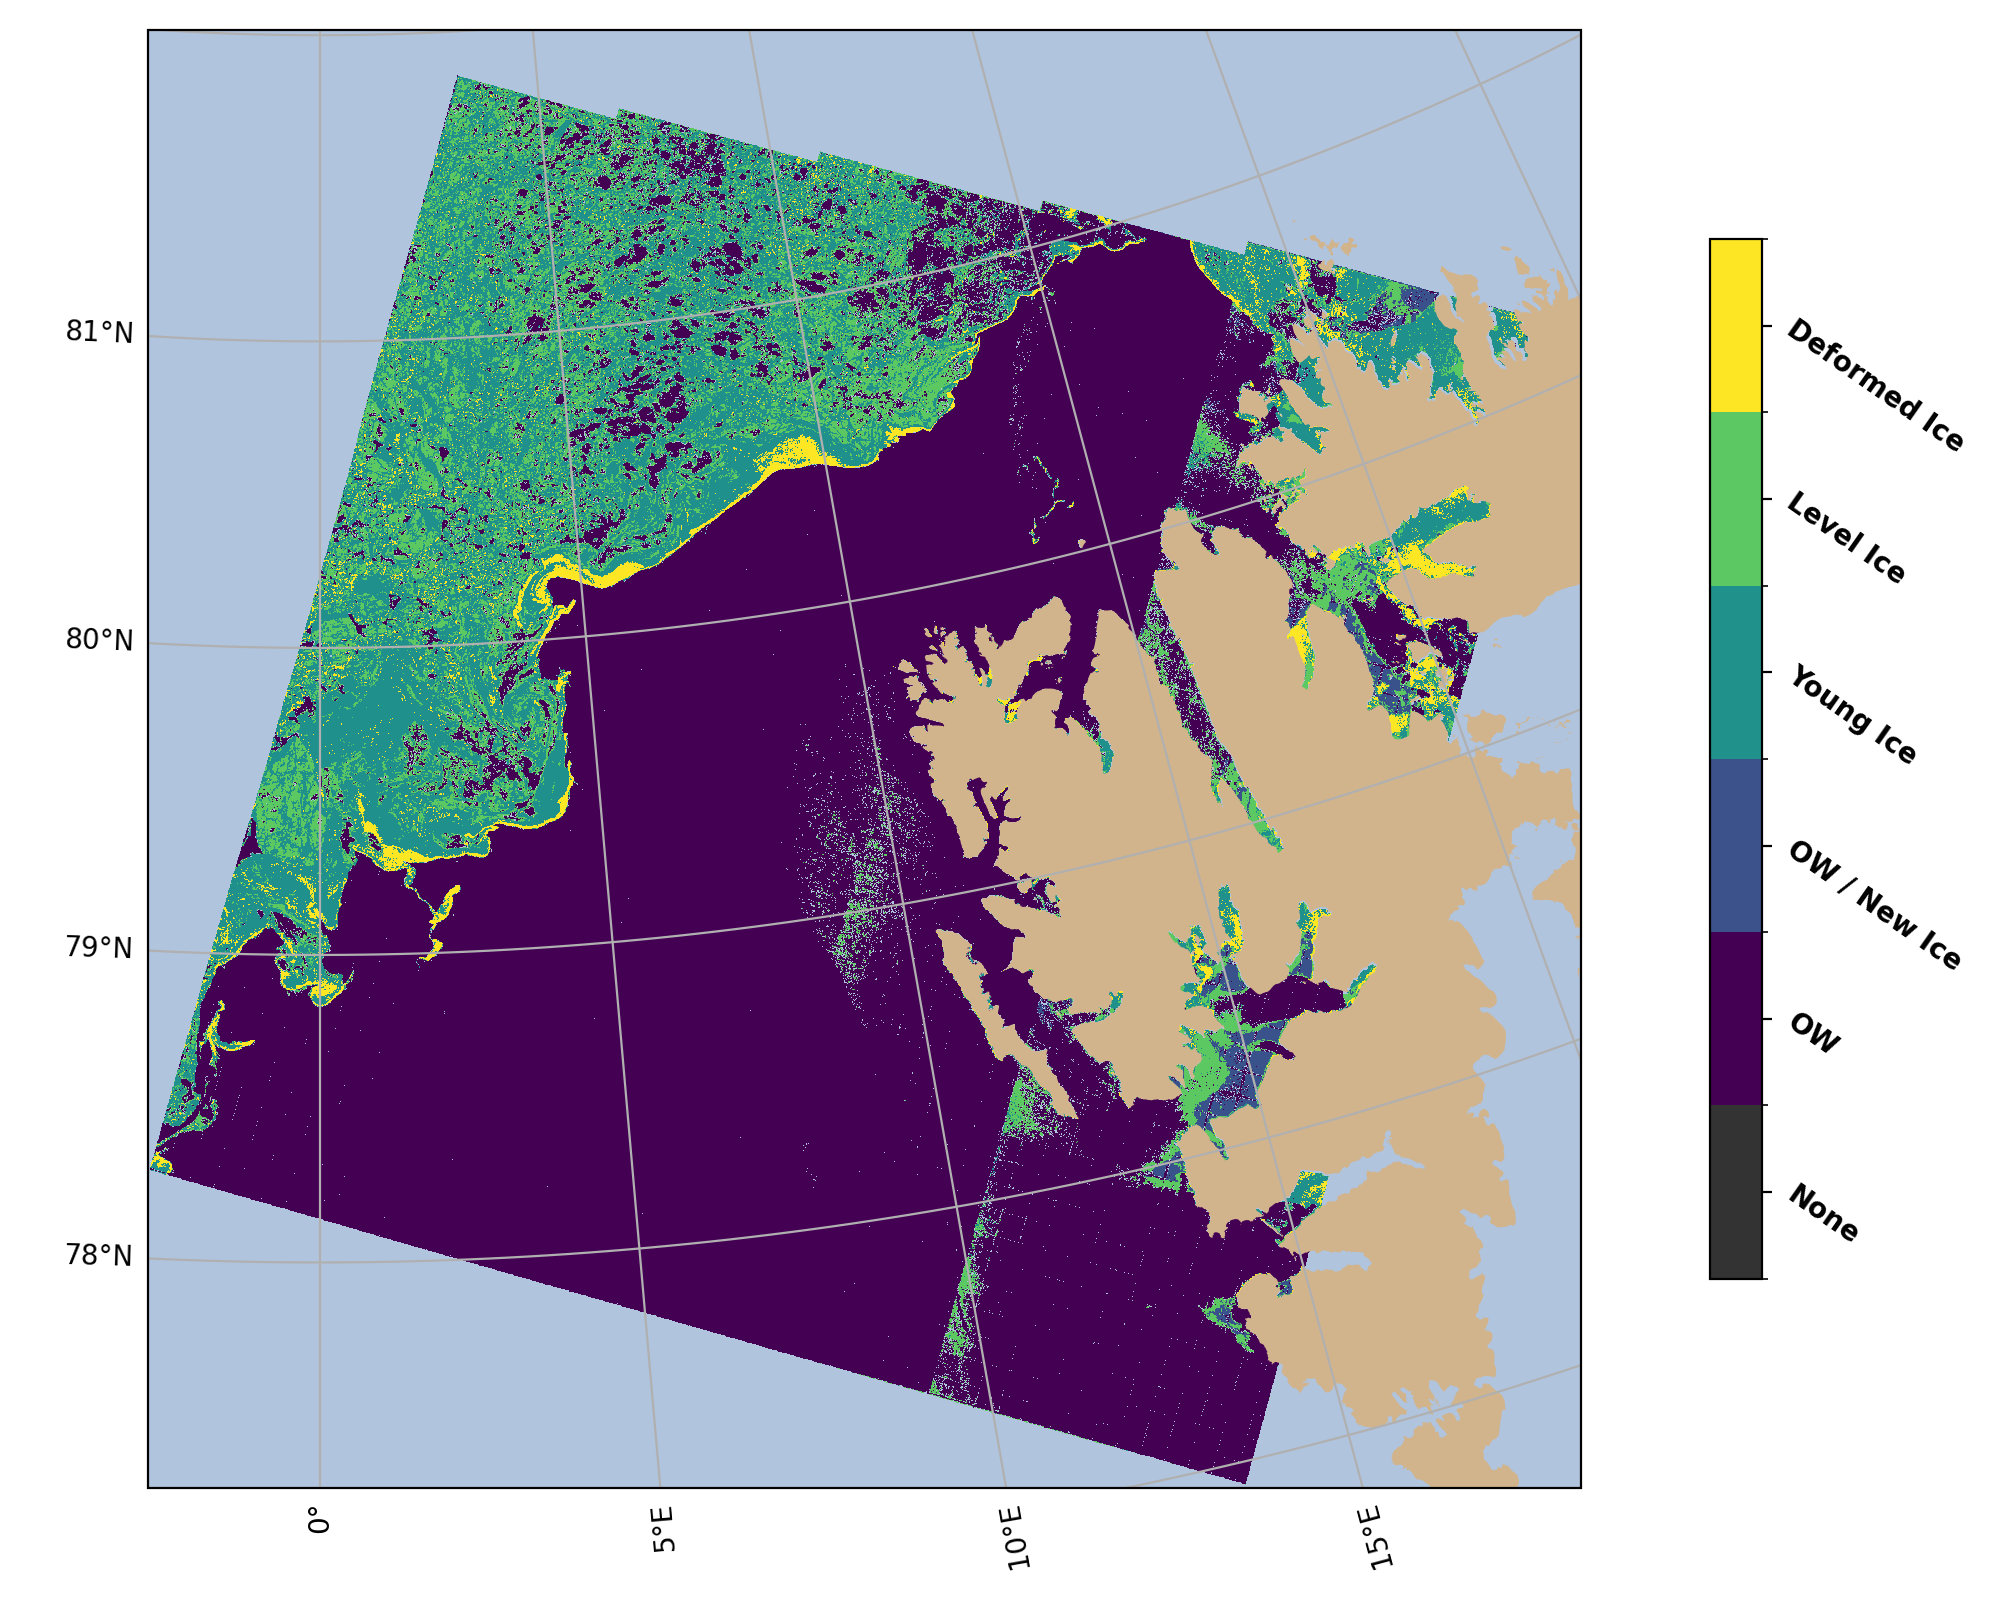 81°N
80°N
79°N
78°N
0°
5°E
10°E
15°E
Deformed Ice
Level Ice
Young Ice
OW / New Ice
OW
None